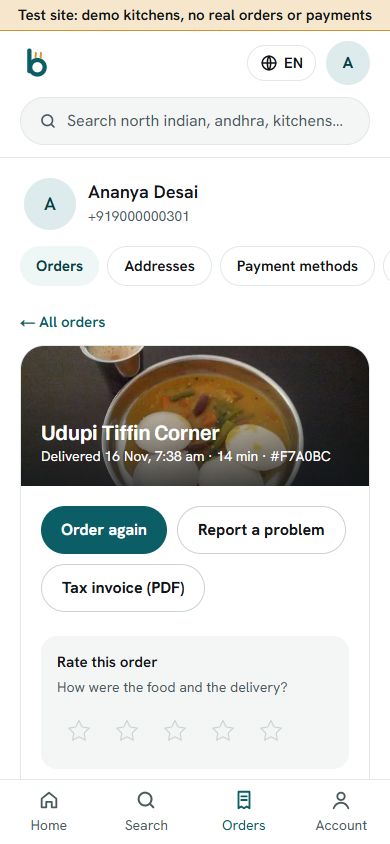 Test site: demo kitchens, no real orders or payments
b
EN
A
Search north indian, andhra, kitchens...
A
Ananya Desai
+919000000301
Orders
Addresses
Payment methods
← All orders
Udupi Tiffin Corner
Delivered 16 Nov, 7:38 am · 14 min · #F7A0BC
Order again
Report a problem
Tax invoice (PDF)
Rate this order
How were the food and the delivery?
Home
Search
Orders
Account